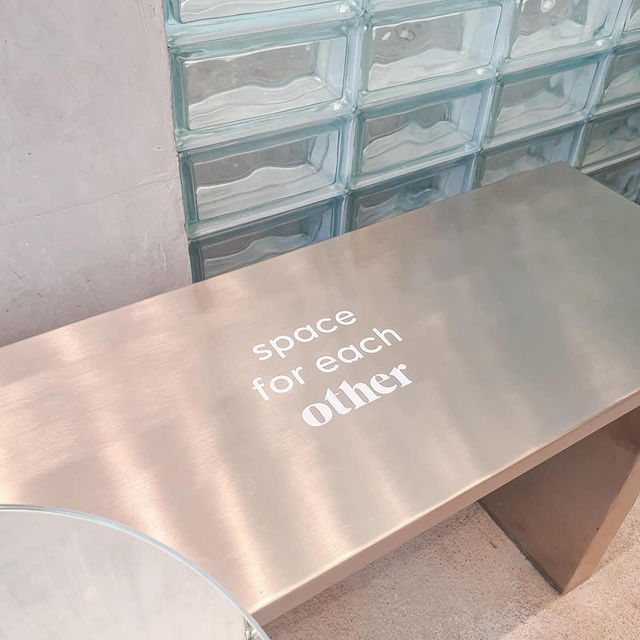 space
for each
other